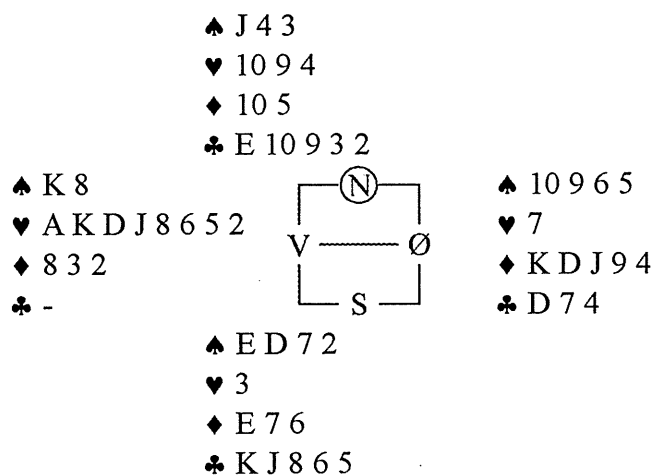 ♠ J 4 3
♥ 10 9 4
♦ 10 5
♣ E 10 9 3 2
♠ K 8
♥ A K D J 8 6 5 2
♦ 8 3 2
♣ -
N
V Ø
S
♠ 10 9 6 5
♥ 7
♦ K D J 9 4
♣ D 7 4
♠ E D 7 2
♥ 3
♦ E 7 6
♣ K J 8 6 5